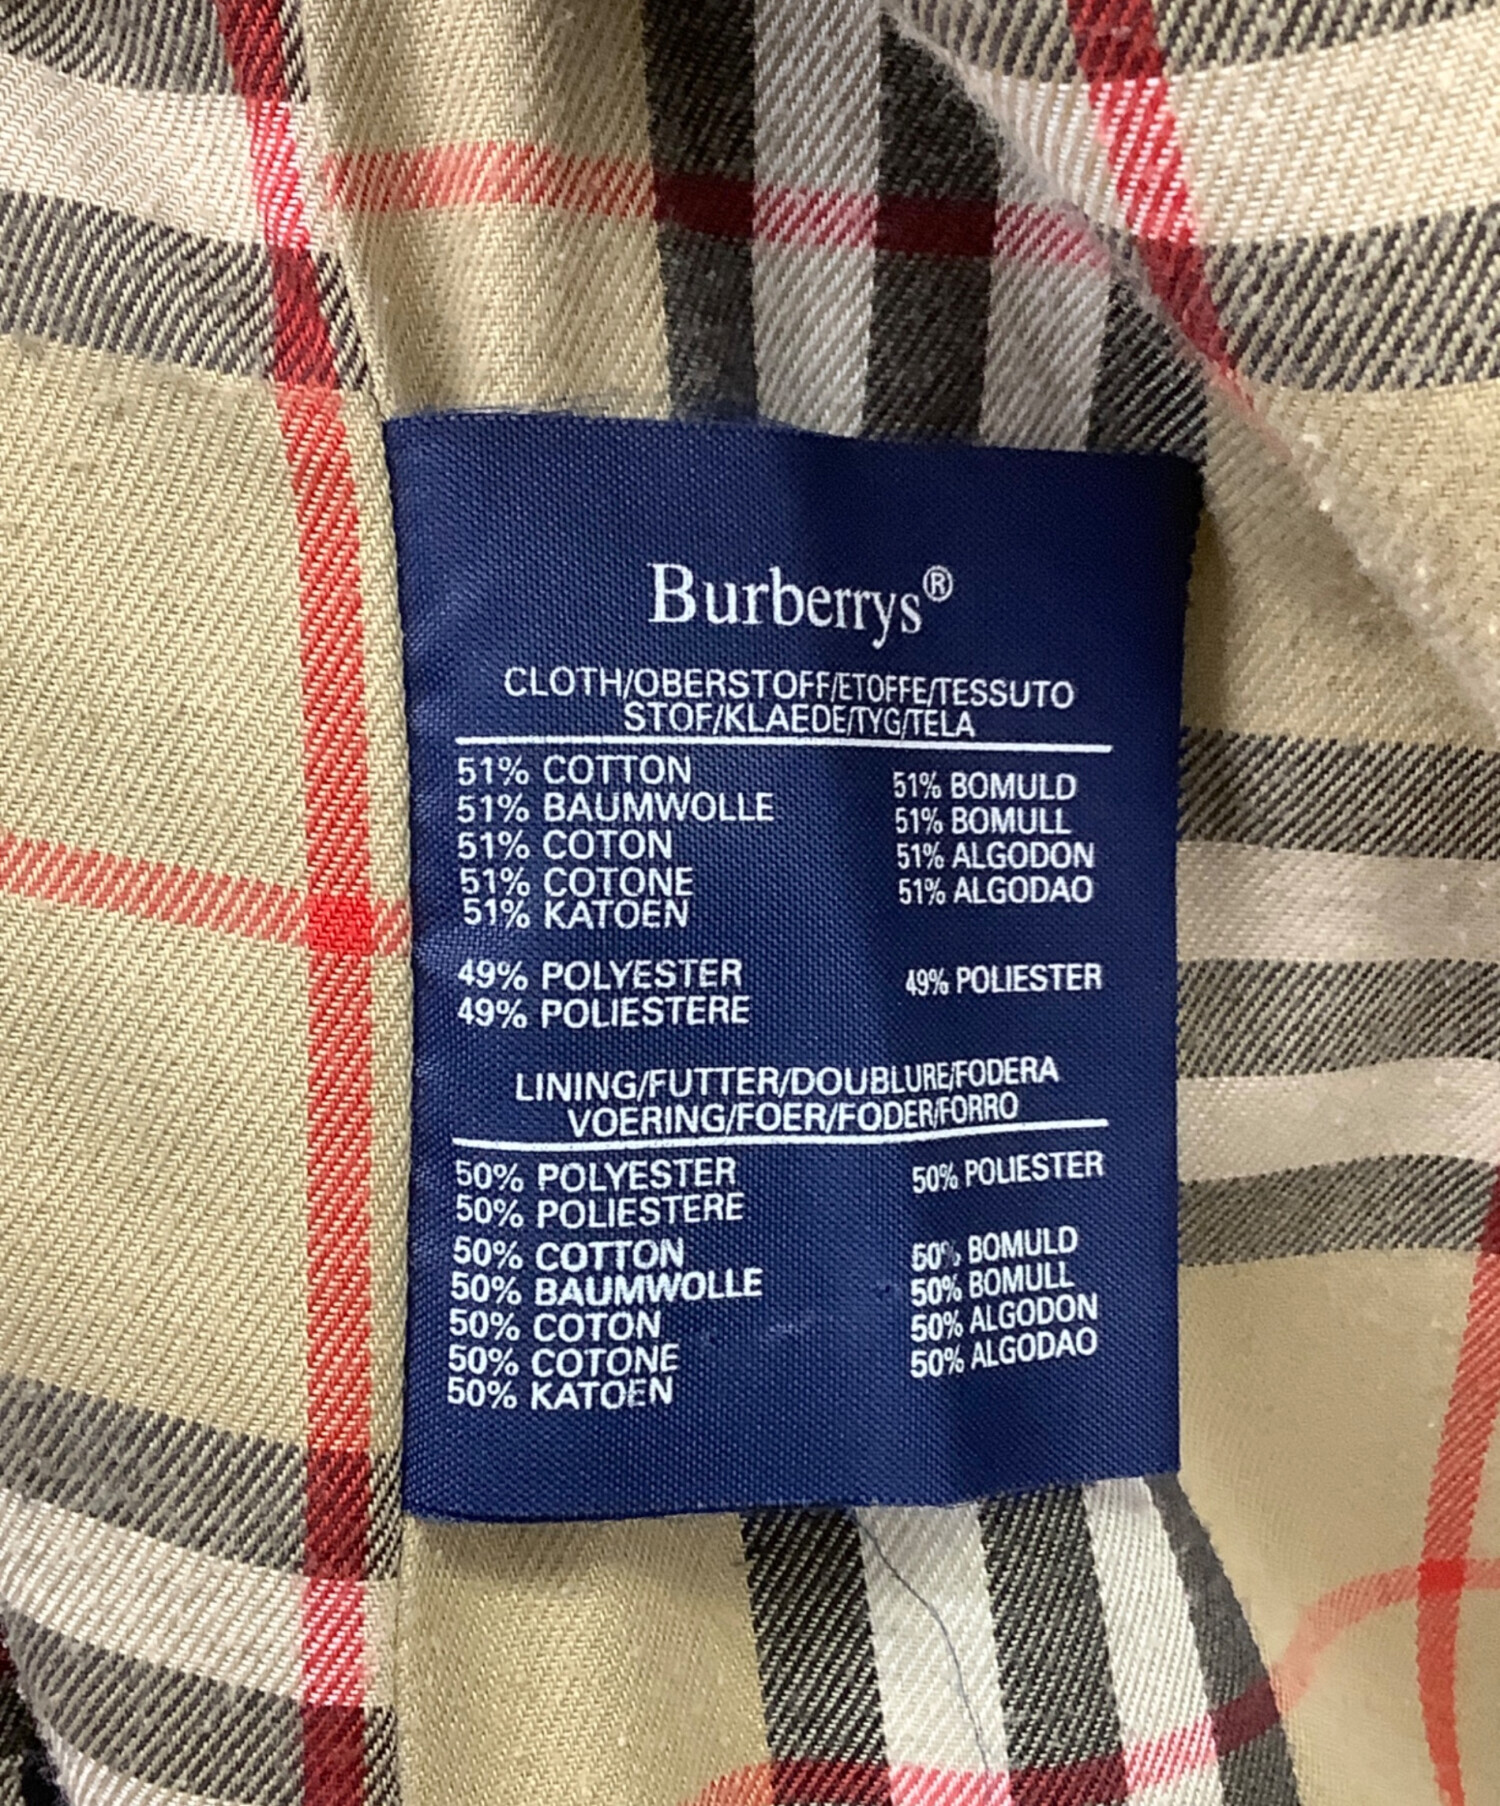 Burberrys®
CLOTH/OBERSTOFF/ETOFFE/TESSUTO
STOF/KLAEDE/TYG/TELA
51% COTTON
51% BAUMWOLLE
51% COTON
51% COTONE
51% KATOEN
51% BOMULD
51% BOMULL
51% ALGODON
51% ALGODAO
49% POLYESTER
49% POLIESTERE
49% POLIESTER
LINING/FUTTER/DOUBLURE/FODERA
VOERING/FOER/FODER/FORRO
50% POLYESTER
50% POLIESTERE
50% POLIESTER
50% COTTON
50% BAUMWOLLE
50% COTON
50% COTONE
50% KATOEN
50% BOMULD
50% BOMULL
50% ALGODON
50% ALGODAO